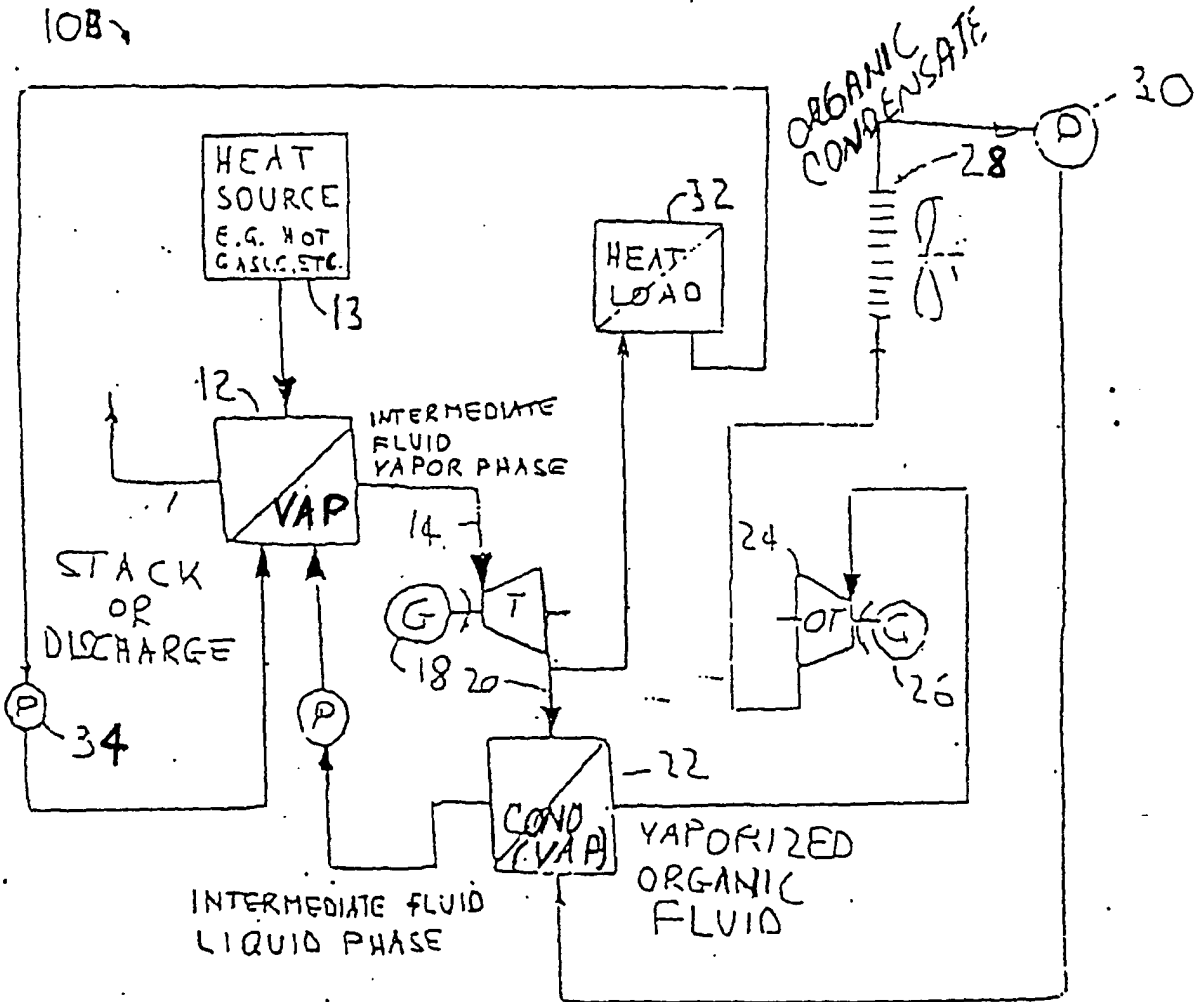 10B
ORGANIC
CONDENSATE
P
30
28
HEAT
SOURCE
E.G. HOT
GASES, ETC.
13
32
HEAT
LOAD
12
VAP
INTERMEDIATE
FLUID
VAPOR PHASE
14
STACK
OR
DISCHARGE
G
T
18
20
24
OT
G
26
P
34
P
22
COND
(VAP)
VAPORIZED
ORGANIC
FLUID
INTERMEDIATE FLUID
LIQUID PHASE